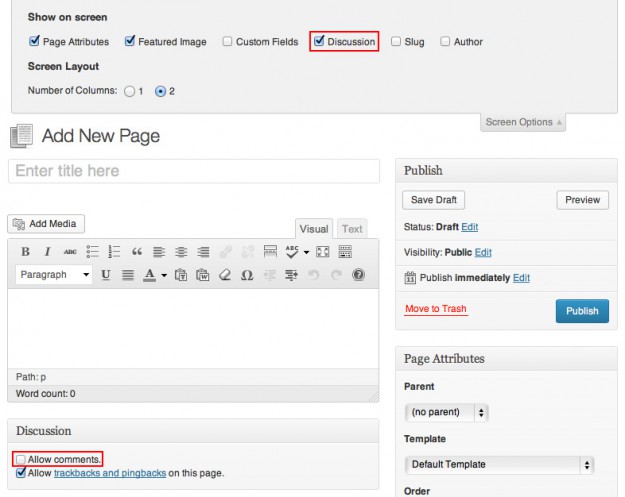 Show on screen
Page Attributes Featured Image Custom Fields Discussion Slug Author
Screen Layout
Number of Columns: 1 2
Screen Options
Add New Page
Enter title here
Add Media
Visual Text
B I ABC ABC
Paragraph U A T W Ω
Path: p
Word count: 0
Discussion
Allow comments.
Allow trackbacks and pingbacks on this page.
Publish
Save Draft Preview
Status: Draft Edit
Visibility: Public Edit
11 Publish immediately Edit
Move to Trash Publish
Page Attributes
Parent
(no parent)
Template
Default Template
Order